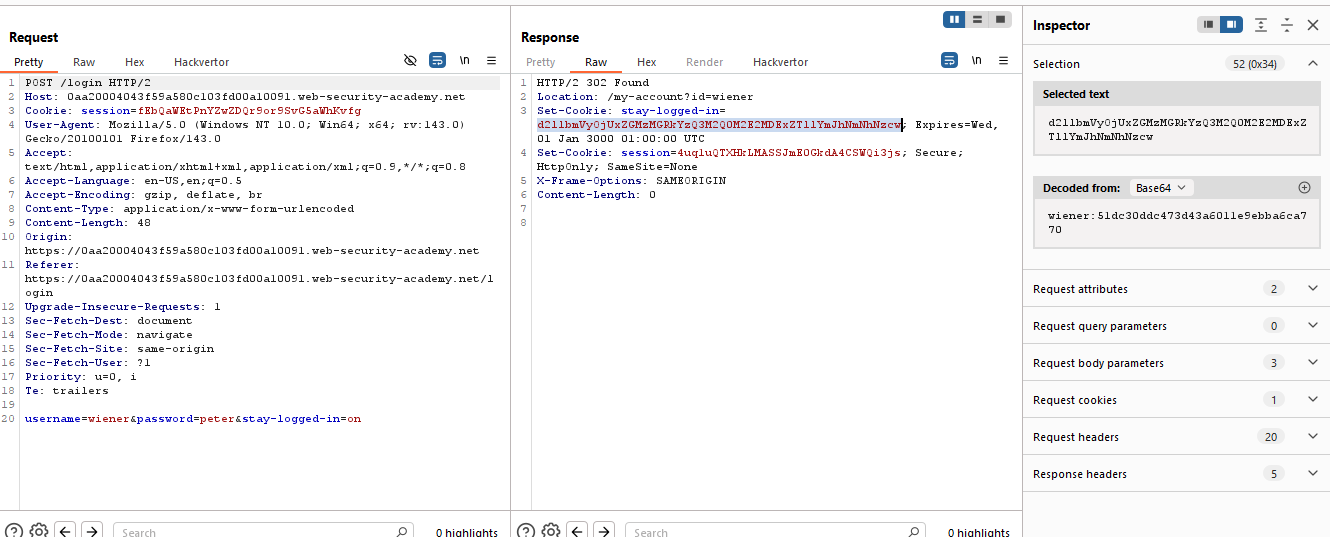 Request
Pretty Raw Hex Hackvertor \n
1 POST /login HTTP/2
2 Host: 0aa20004043f59a580c103fd00a10091.web-security-academy.net
3 Cookie: session=fEbQaWEtPnYZwZDQr9or9SvG5aWhKvfg
4 User-Agent: Mozilla/5.0 (Windows NT 10.0; Win64; x64; rv:143.0)
Gecko/20100101 Firefox/143.0
5 Accept:
text/html,application/xhtml+xml,application/xml;q=0.9,*/*;q=0.8
6 Accept-Language: en-US,en;q=0.5
7 Accept-Encoding: gzip, deflate, br
8 Content-Type: application/x-www-form-urlencoded
9 Content-Length: 48
10 Origin:
https://0aa20004043f59a580c103fd00a10091.web-security-academy.net
11 Referer:
https://0aa20004043f59a580c103fd00a10091.web-security-academy.net/l
ogin
12 Upgrade-Insecure-Requests: 1
13 Sec-Fetch-Dest: document
14 Sec-Fetch-Mode: navigate
15 Sec-Fetch-Site: same-origin
16 Sec-Fetch-User: ?1
17 Priority: u=0, i
18 Te: trailers
19
20 username=wiener&password=peter&stay-logged-in=on
Search
0 highlights
Response
Pretty Raw Hex Render Hackvertor \n
1 HTTP/2 302 Found
2 Location: /my-account?id=wiener
3 Set-Cookie: stay-logged-in=
d2llbmVyOjUxZGMzMGRkYzQ3M2Q0M2E2MDExZTllYmJhNmNhNzcw; Expires=Wed,
01 Jan 3000 01:00:00 UTC
4 Set-Cookie: session=4uqluQTXHkLMASSJmE0GkdA4CSWQi3js; Secure;
HttpOnly; SameSite=None
5 X-Frame-Options: SAMEORIGIN
6 Content-Length: 0
7
8
Search
0 highlights
Inspector
Selection 52 (0x34)
Selected text
d2llbmVyOjUxZGMzMGRkYzQ3M2Q0M2E2MDExZ
TllYmJhNmNhNzcw
Decoded from: Base64
wiener:51dc30ddc473d43a6011e9ebba6ca7
70
Request attributes 2
Request query parameters 0
Request body parameters 3
Request cookies 1
Request headers 20
Response headers 5